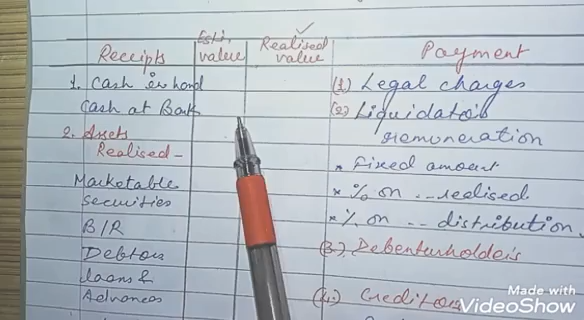 Receipts
Esti. value
Realised value
Payment
1. Cash in hand
Cash at Bank
2. Assets
Realised -
Marketable
securities
B/R
Debtors
loans &
Advances
(1) Legal charges
(2) Liquidator's
remuneration
* Fixed amount
* % on -- realised
* % on -- distribution.
(3.) Debentureholder's
(4.) Creditors
Made with
VideoShow